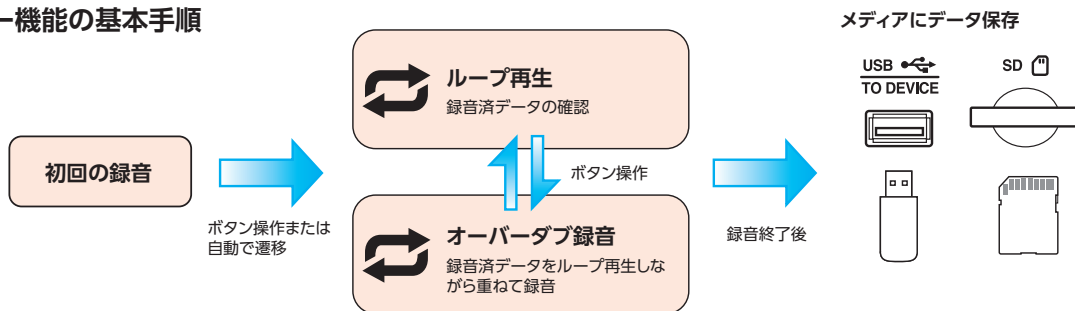 ー機能の基本手順
メディアにデータ保存
USB
TO DEVICE
SD
ループ再生
録音済データの確認
初回の録音
ボタン操作または
自動で遷移
ボタン操作
オーバーダブ録音
録音済データをループ再生しな
がら重ねて録音
録音終了後